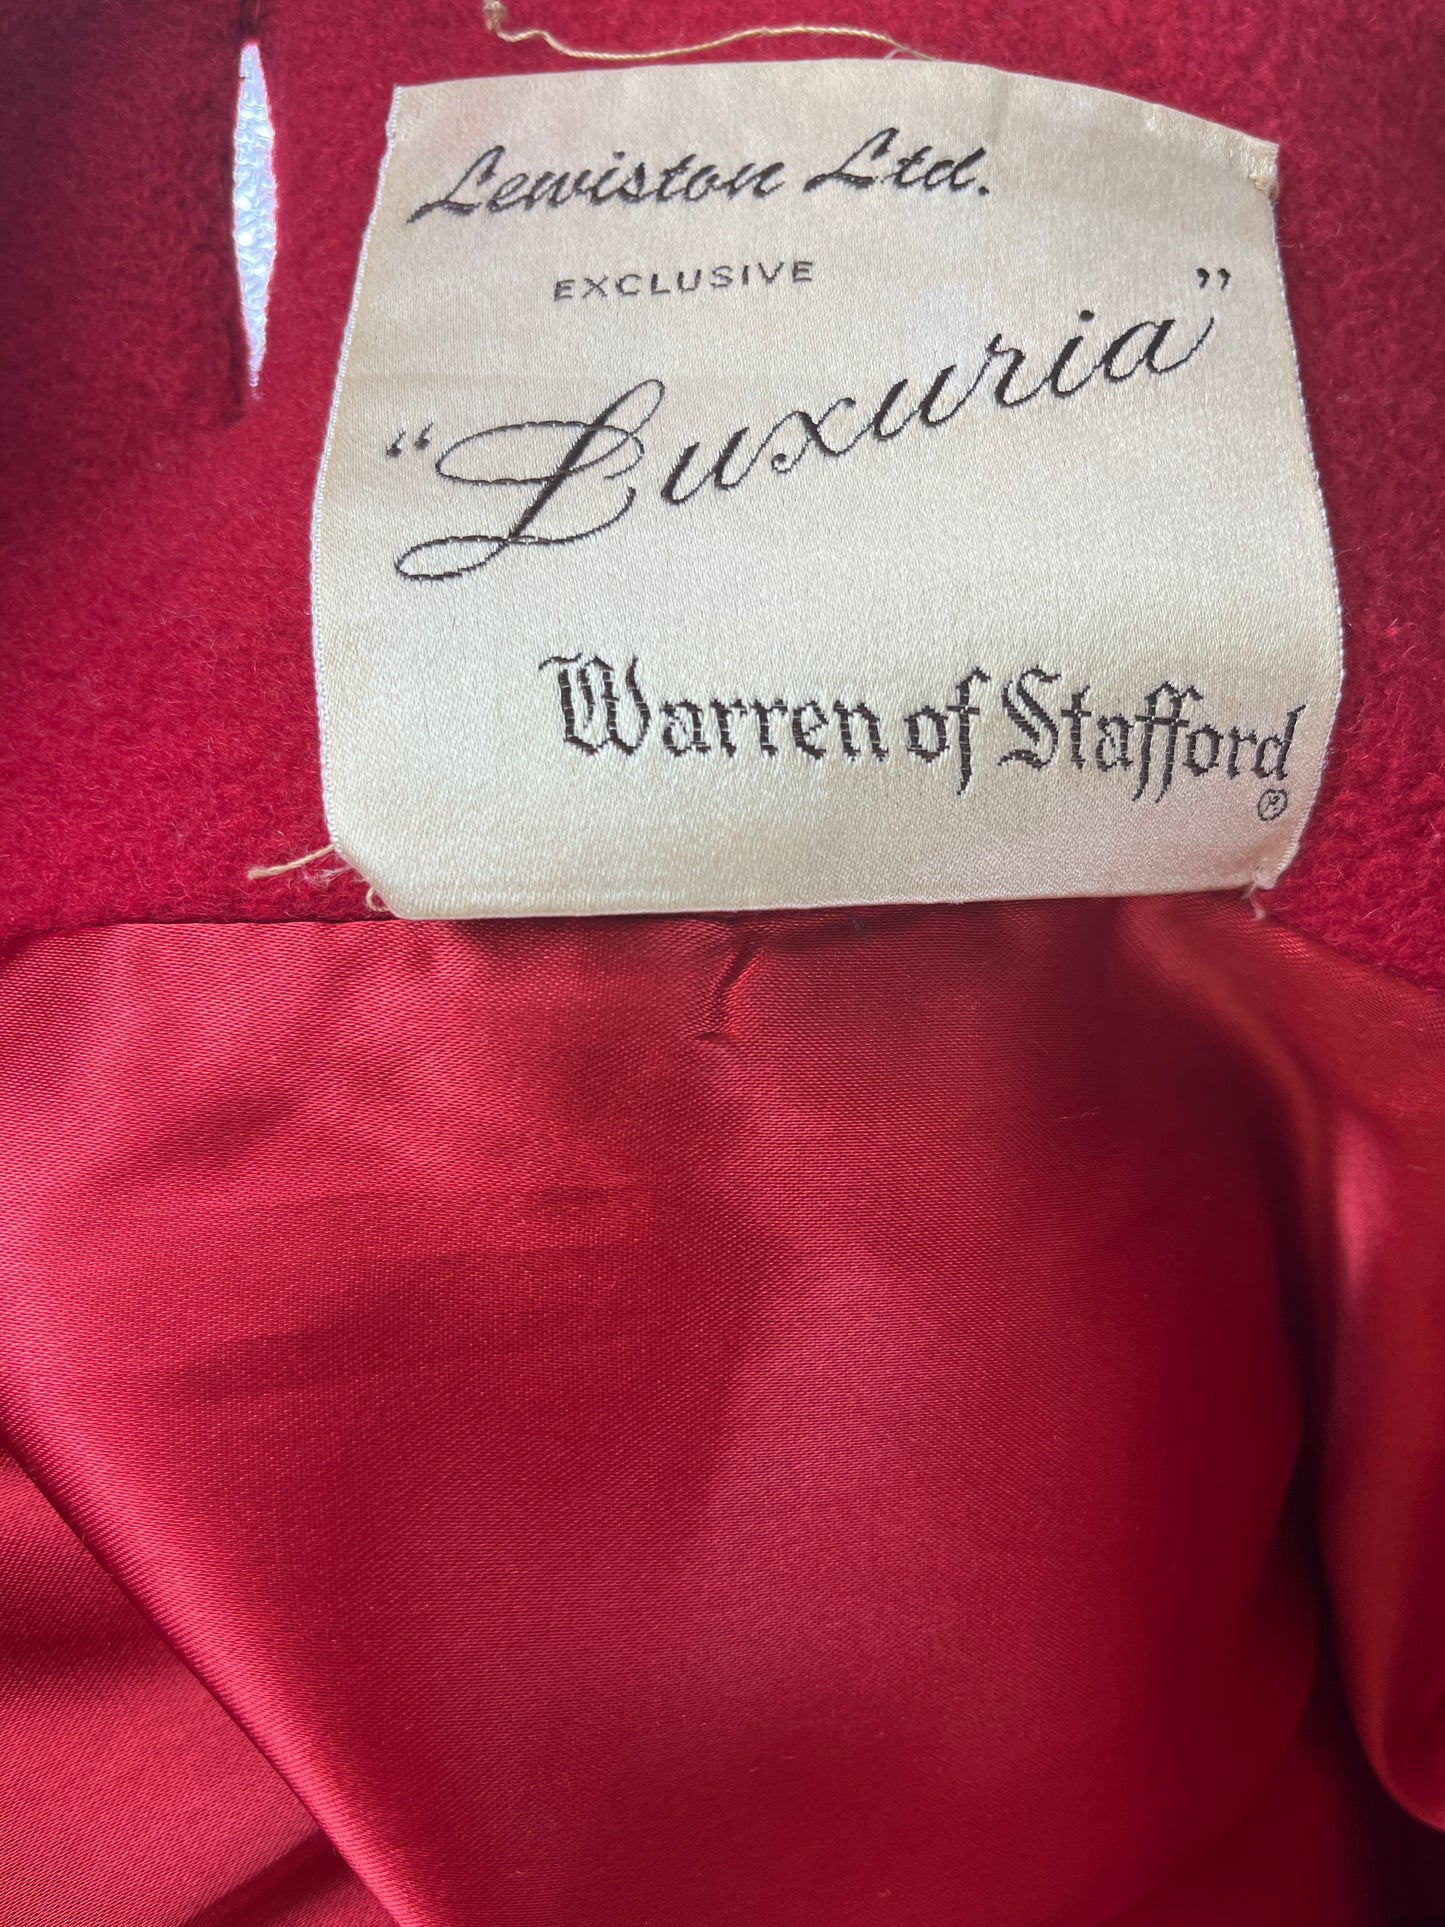 Lewiston Ltd.
EXCLUSIVE
“Luxuria”
Warren of Stafford
®